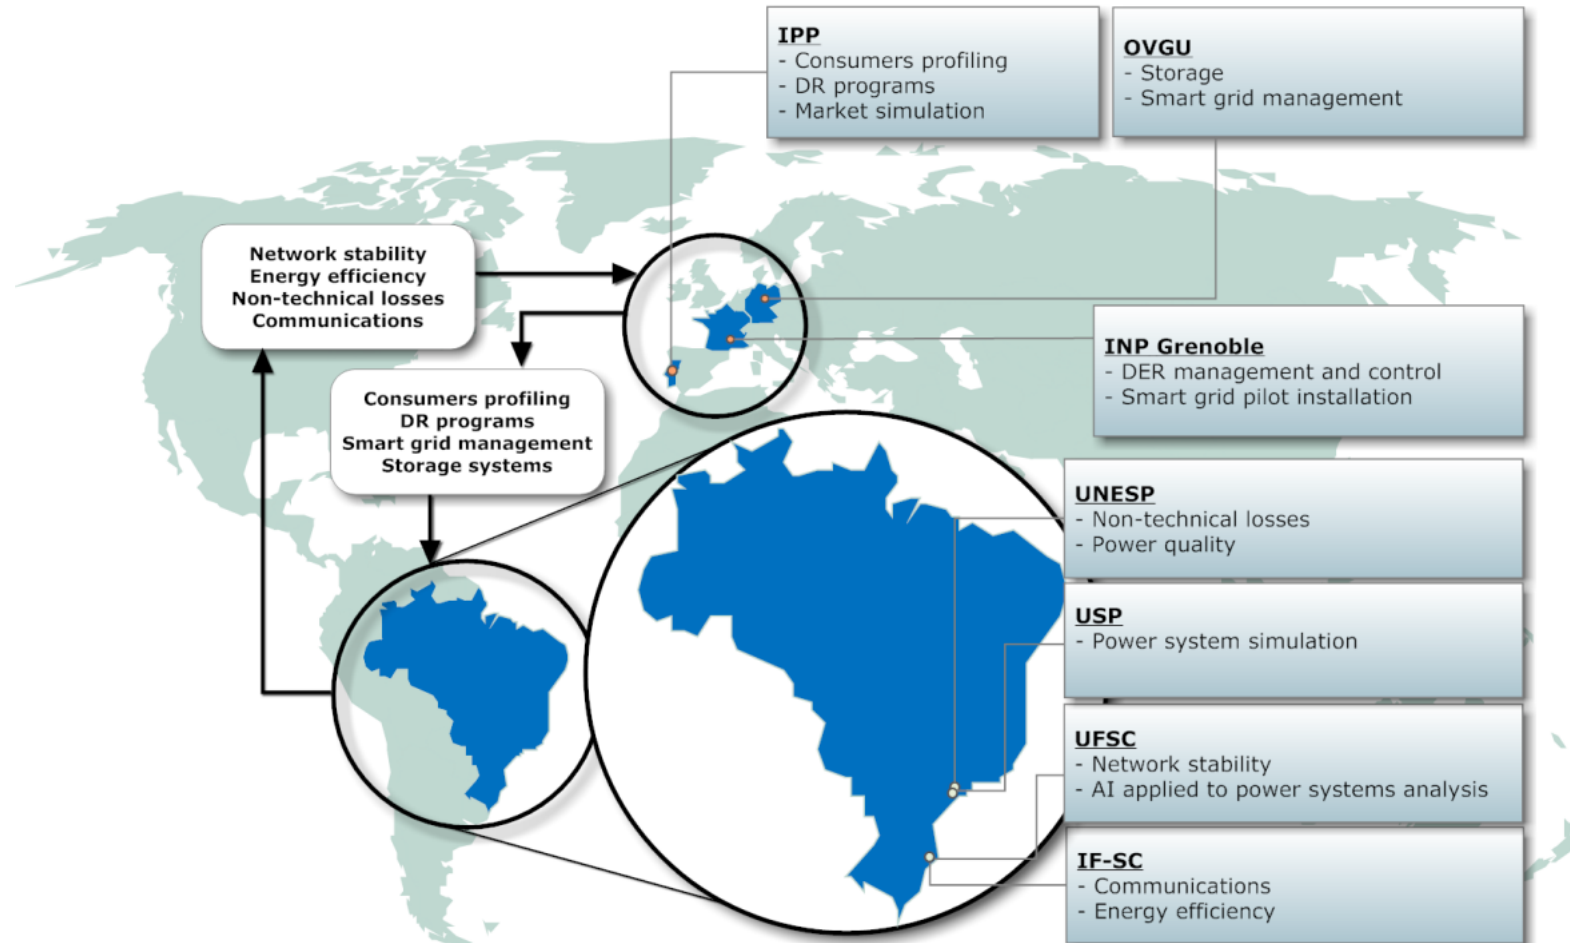 IPP
- Consumers profiling
- DR programs
- Market simulation
OVGU
- Storage
- Smart grid management
Network stability
Energy efficiency
Non-technical losses
Communications
Consumers profiling
DR programs
Smart grid management
Storage systems
INP Grenoble
- DER management and control
- Smart grid pilot installation
UNESP
- Non-technical losses
- Power quality
USP
- Power system simulation
UFSC
- Network stability
- AI applied to power systems analysis
IF-SC
- Communications
- Energy efficiency